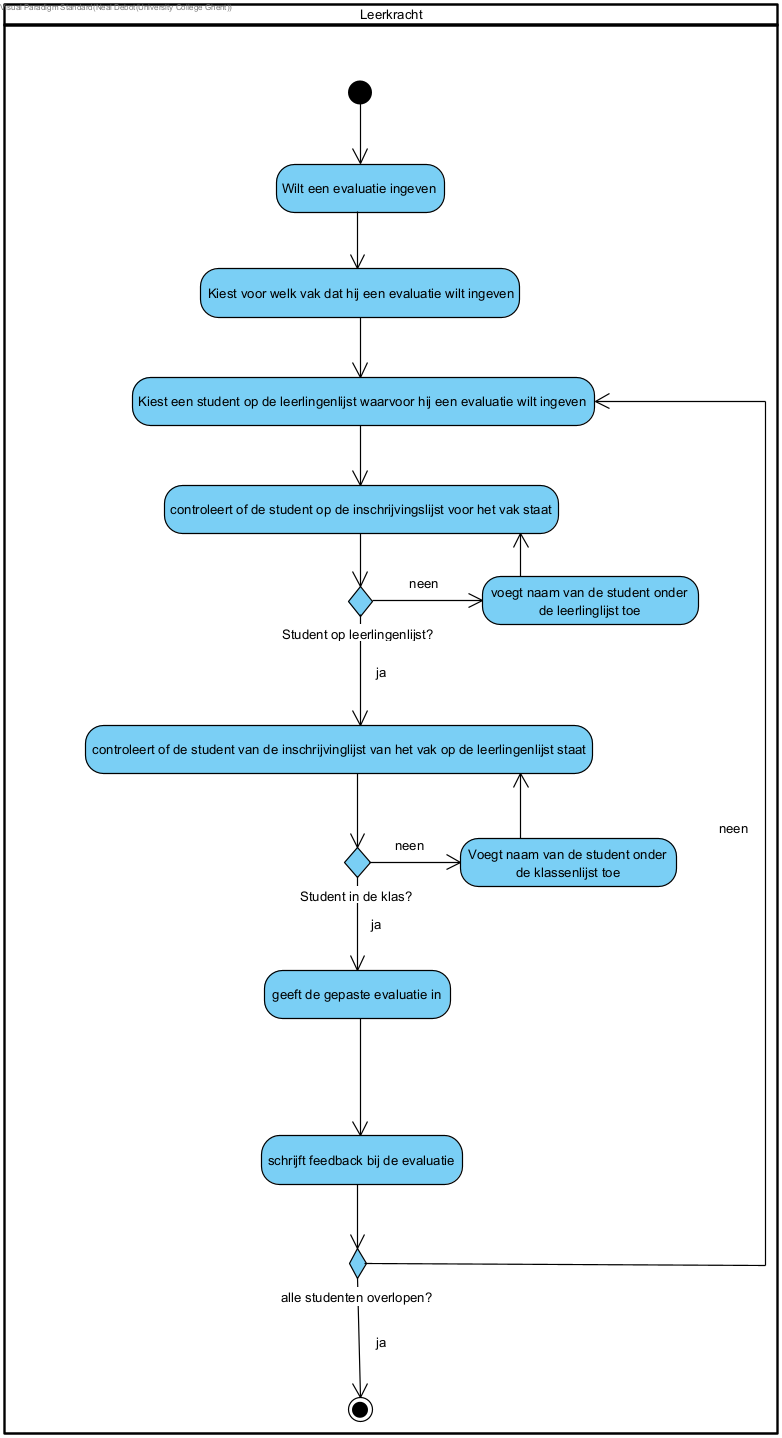 Visual Paradigm Standard(Neal Debot(University College Ghent))
Leerkracht
Wilt een evaluatie ingeven
Kiest voor welk vak dat hij een evaluatie wilt ingeven
Kiest een student op de leerlingenlijst waarvoor hij een evaluatie wilt ingeven
controleert of de student op de inschrijvingslijst voor het vak staat
neen
voegt naam van de student onder
de leerlinglijst toe
Student op leerlingenlijst?
ja
controleert of de student van de inschrijvinglijst van het vak op de leerlingenlijst staat
neen
neen
Voegt naam van de student onder
de klassenlijst toe
Student in de klas?
ja
geeft de gepaste evaluatie in
schrijft feedback bij de evaluatie
alle studenten overlopen?
ja